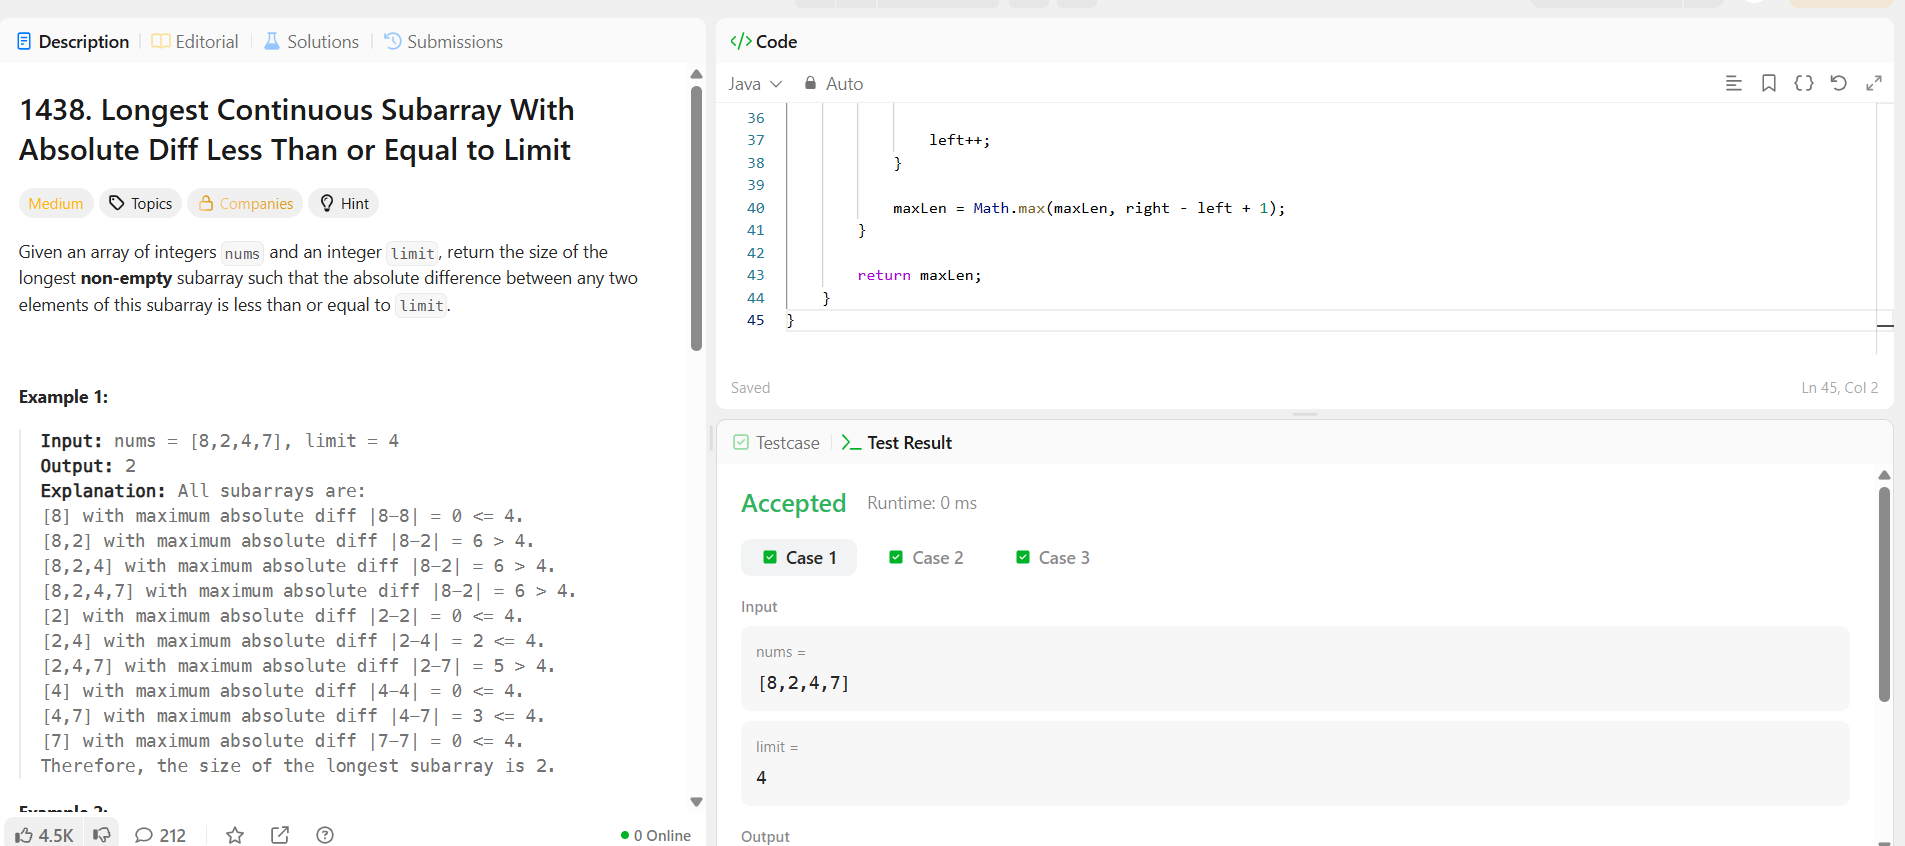 Description
Editorial
Solutions
Submissions
1438. Longest Continuous Subarray With
Absolute Diff Less Than or Equal to Limit
Medium
Topics
Companies
Hint
Given an array of integers nums and an integer limit, return the size of the
longest non-empty subarray such that the absolute difference between any two
elements of this subarray is less than or equal to limit.
Example 1:
Input: nums = [8,2,4,7], limit = 4
Output: 2
Explanation: All subarrays are:
[8] with maximum absolute diff |8-8| = 0 <= 4.
[8,2] with maximum absolute diff |8-2| = 6 > 4.
[8,2,4] with maximum absolute diff |8-2| = 6 > 4.
[8,2,4,7] with maximum absolute diff |8-2| = 6 > 4.
[2] with maximum absolute diff |2-2| = 0 <= 4.
[2,4] with maximum absolute diff |2-4| = 2 <= 4.
[2,4,7] with maximum absolute diff |2-7| = 5 > 4.
[4] with maximum absolute diff |4-4| = 0 <= 4.
[4,7] with maximum absolute diff |4-7| = 3 <= 4.
[7] with maximum absolute diff |7-7| = 0 <= 4.
Therefore, the size of the longest subarray is 2.
Example 2:
4.5K
212
0 Online
</> Code
Java
Auto
36
37 left++;
38 }
39
40 maxLen = Math.max(maxLen, right - left + 1);
41 }
42
43 return maxLen;
44 }
45 }
Saved
Ln 45, Col 2
Testcase
>_ Test Result
Accepted
Runtime: 0 ms
Case 1
Case 2
Case 3
Input
nums =
[8,2,4,7]
limit =
4
Output